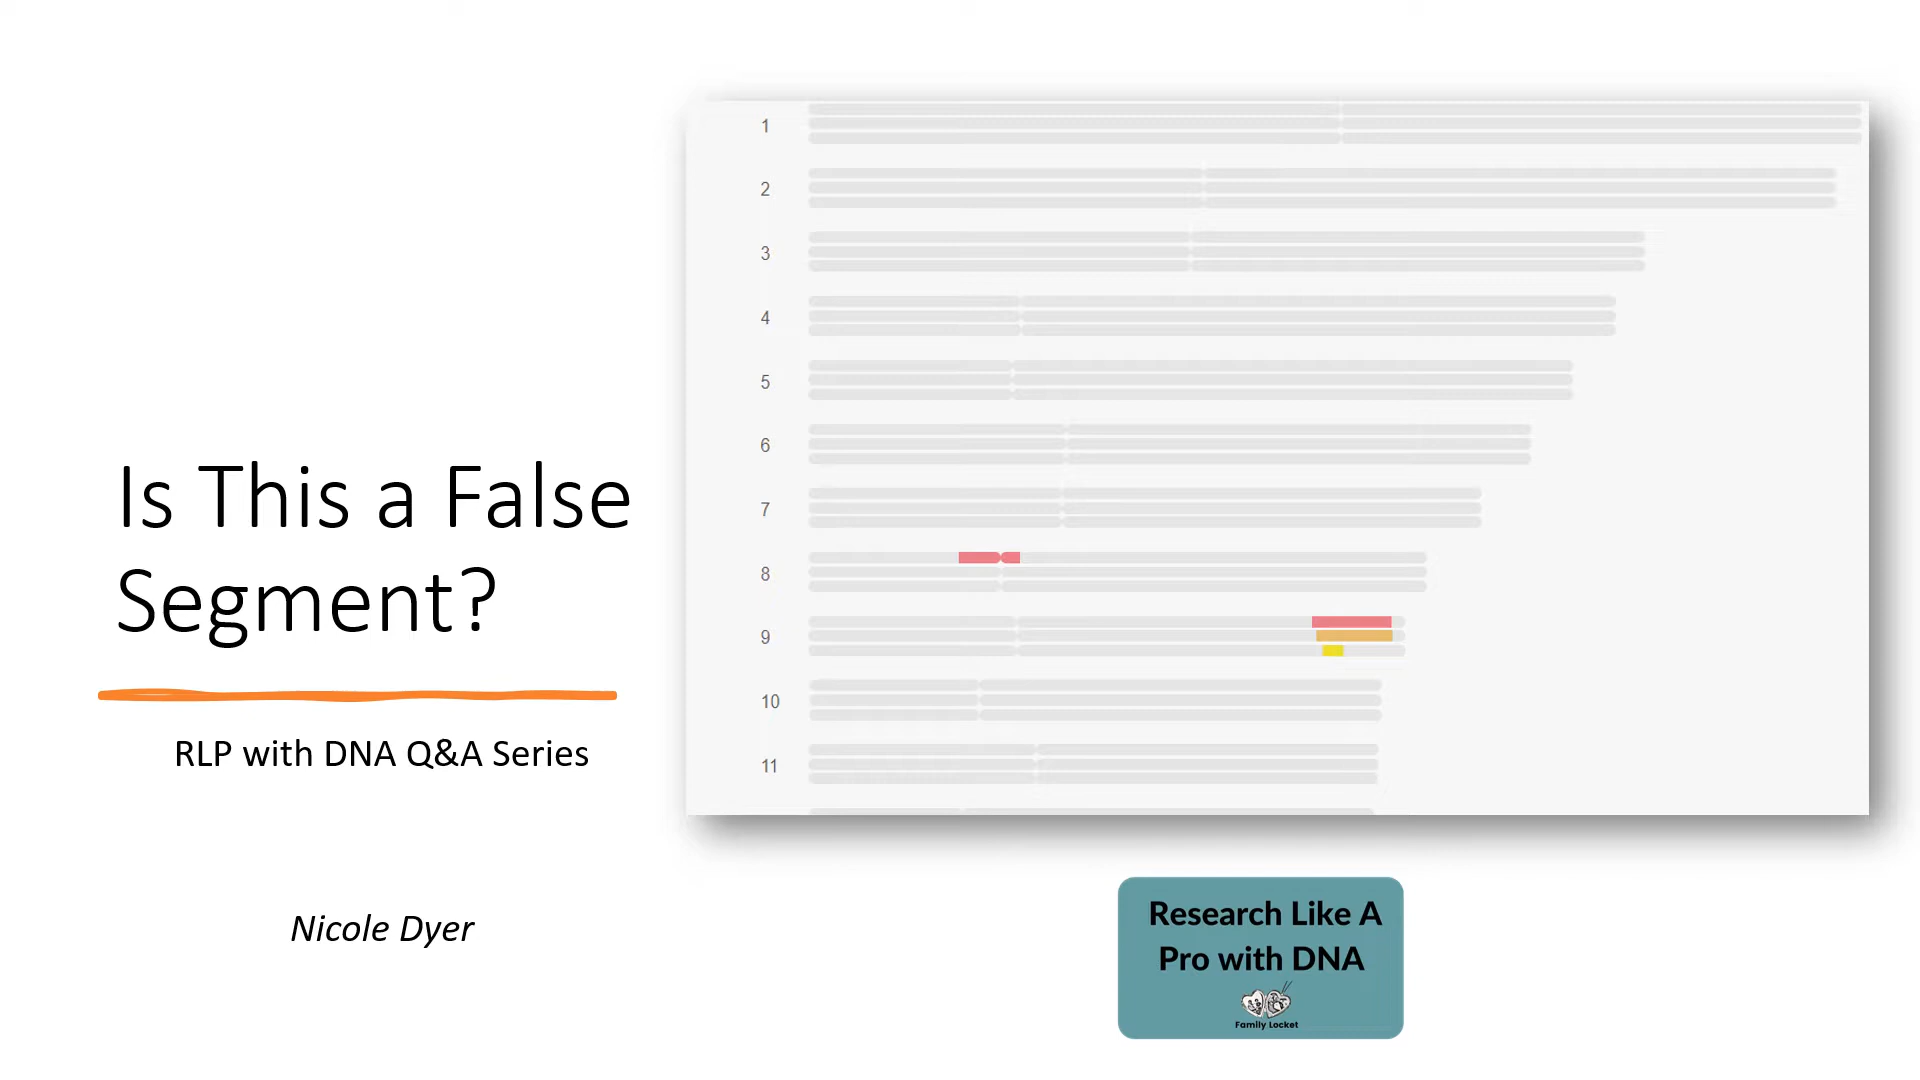 Is This a False
Segment?
RLP with DNA Q&A Series
Nicole Dyer
1
2
3
4
5
6
7
8
9
10
11
Research Like A
Pro with DNA
Family Locket